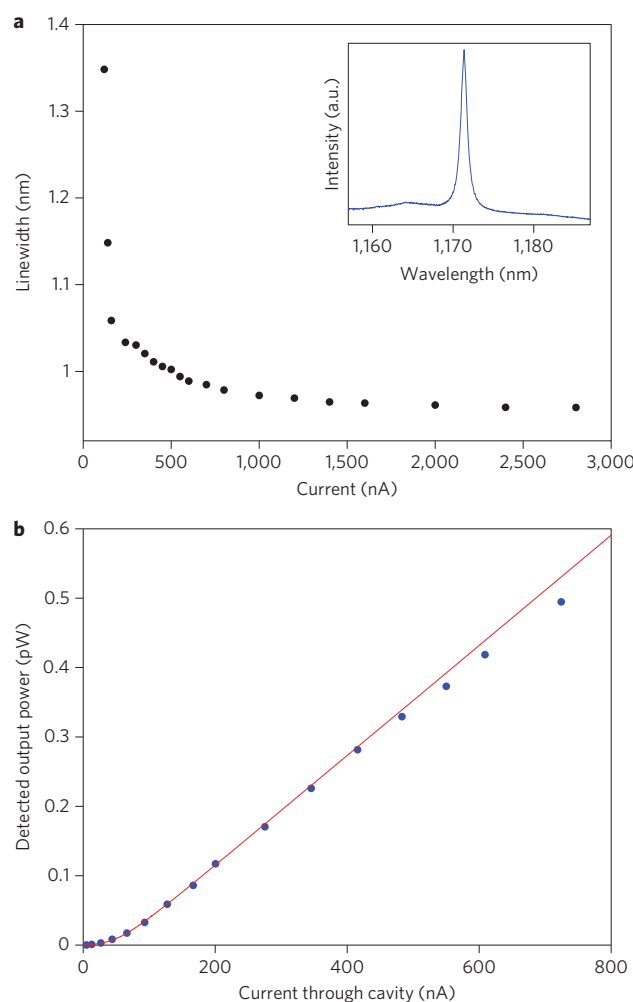 a
1.4
1.3
1.2
1.1
1
Linewidth (nm)
0 500 1,000 1,500 2,000 2,500 3,000
Current (nA)
Intensity (a.u.)
1,160 1,170 1,180
Wavelength (nm)
b
0.6
0.5
0.4
0.3
0.2
0.1
0
Detected output power (pW)
0 200 400 600 800
Current through cavity (nA)